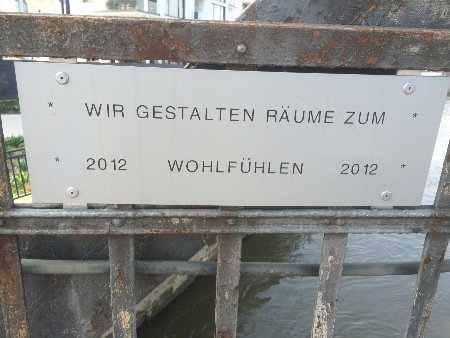 * WIR GESTALTEN RÄUME ZUM *
* 2012 WOHLFÜHLEN 2012 *